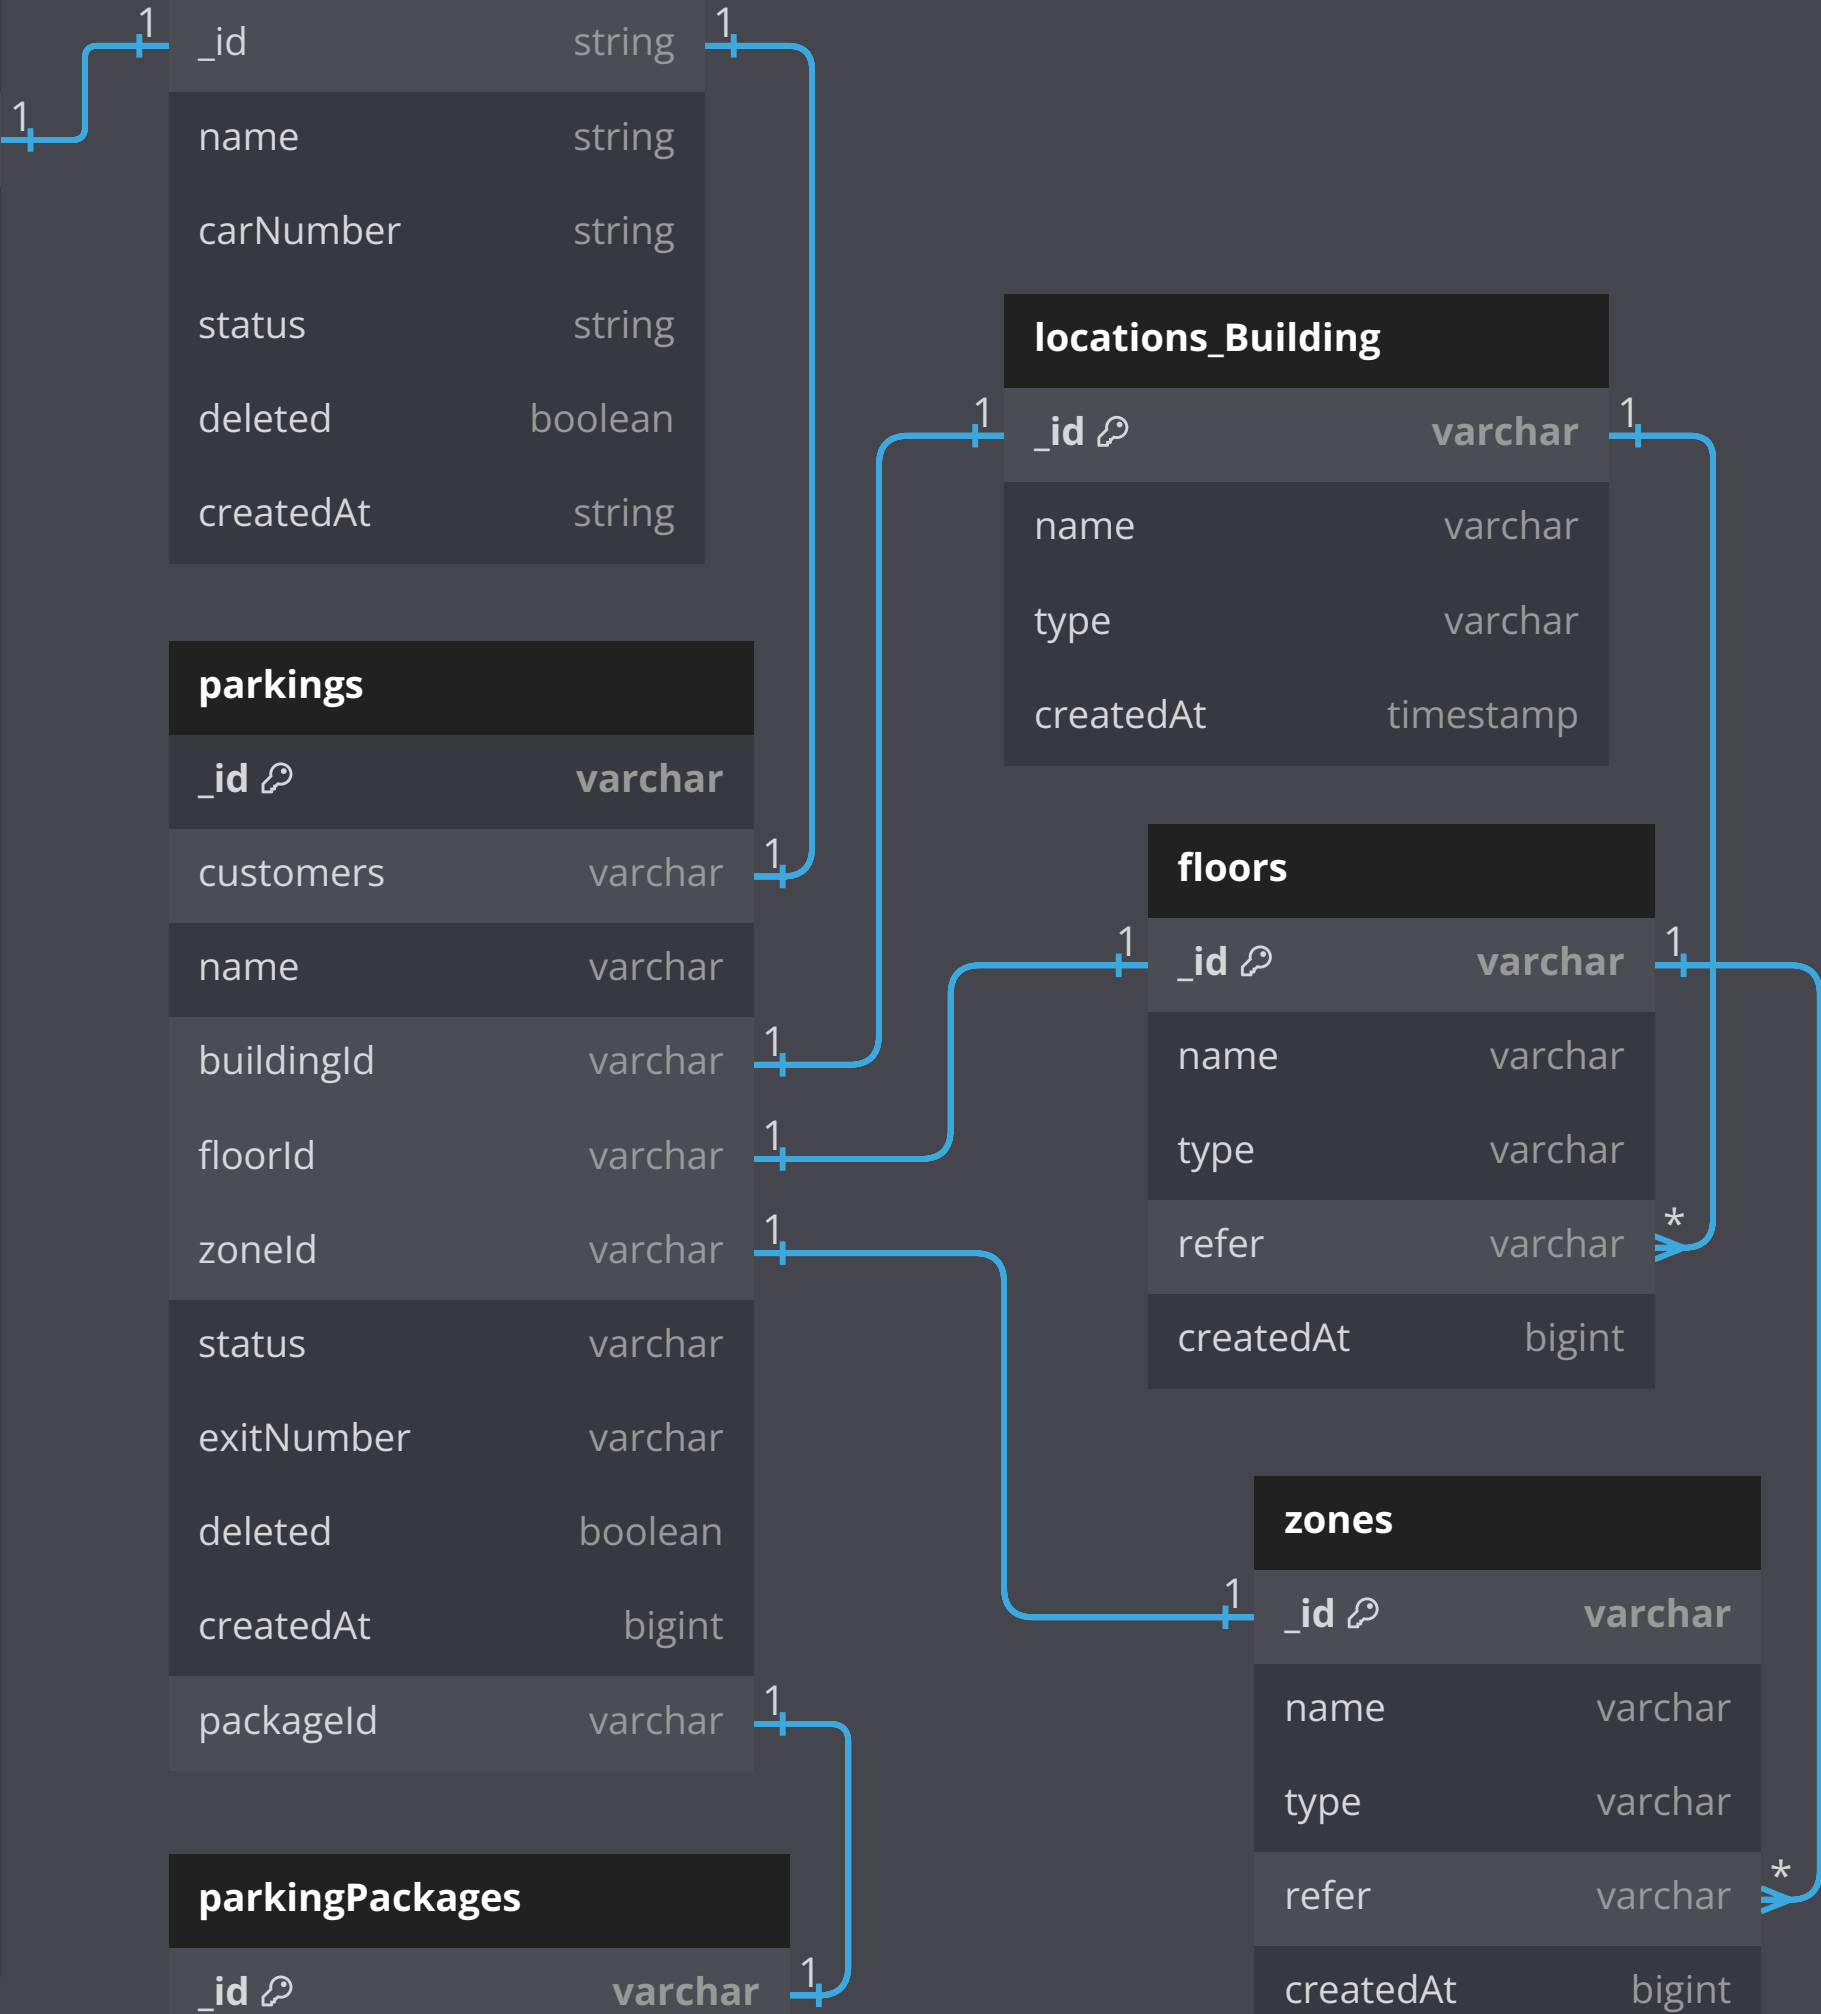 1
1
1
_id string
name string
carNumber string
status string
deleted boolean
createdAt string
parkings
_id varchar
customers varchar 1
name varchar
buildingId varchar 1
floorId varchar 1
zoneId varchar 1
status varchar
exitNumber varchar
deleted boolean
createdAt bigint
packageId varchar 1
parkingPackages
_id varchar 1
locations_Building
1 _id varchar 1
name varchar
type varchar
createdAt timestamp
floors
1 _id varchar 1
name varchar
type varchar
refer varchar *
createdAt bigint
zones
1 _id varchar
name varchar
type varchar
refer varchar *
createdAt bigint